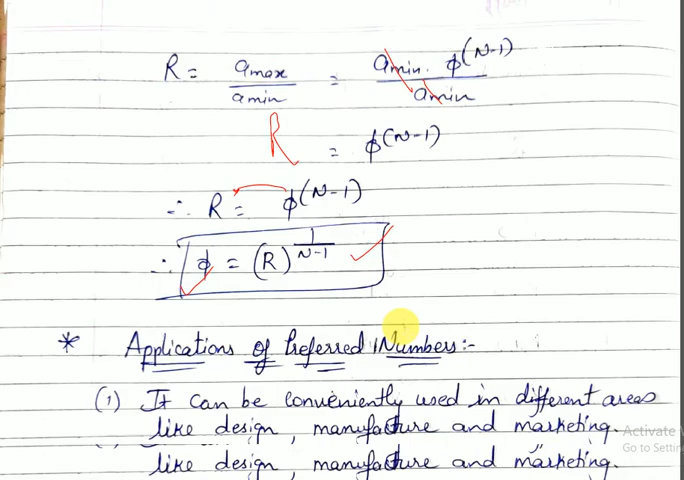 R = amax/amin = amin. ϕ^(N-1)/amin
R = ϕ^(N-1)
∴ R = ϕ^(N-1)
∴ ϕ = (R)^1/N-1
* Applications of Preferred Numbers:-
(1) It can be conveniently used in different areas
like design, manufacture and marketing.
like design, manufacture and marketing.
Activate
Go to Settin